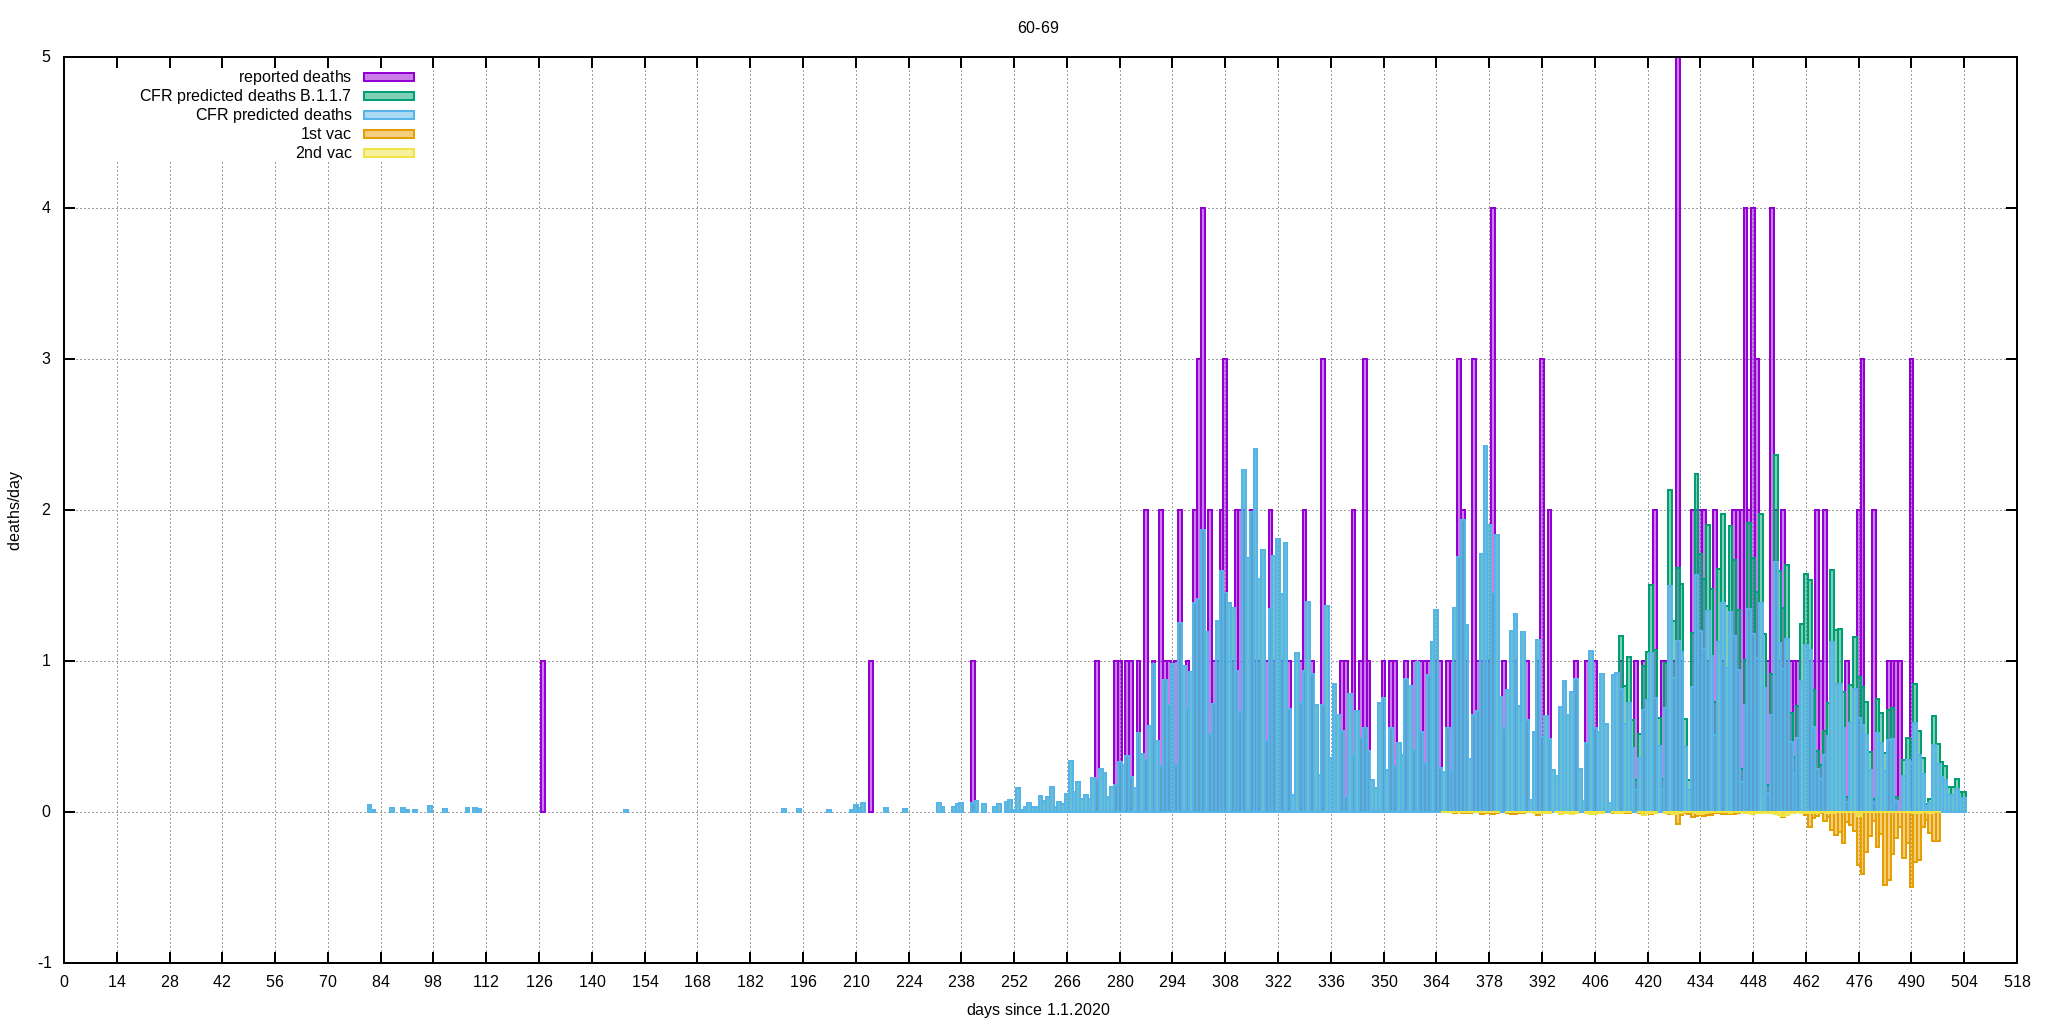 60-69
reported deaths
CFR predicted deaths B.1.1.7
CFR predicted deaths
1st vac
2nd vac
5
4
3
2
1
0
-1
deaths/day
0 14 28 42 56 70 84 98 112 126 140 154 168 182 196 210 224 238 252 266 280 294 308 322 336 350 364 378 392 406 420 434 448 462 476 490 504 518
days since 1.1.2020